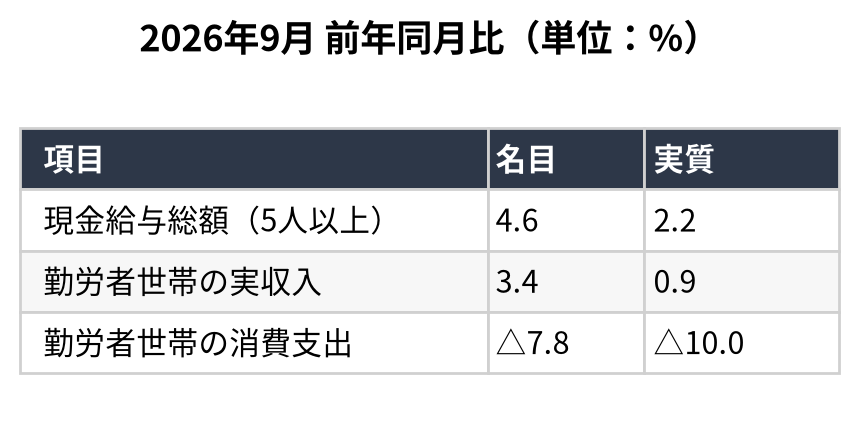 2026年9月 前年同月比（単位：%）
項目 名目 実質
現金給与総額（5人以上） 4.6 2.2
勤労者世帯の実収入 3.4 0.9
勤労者世帯の消費支出 △7.8 △10.0